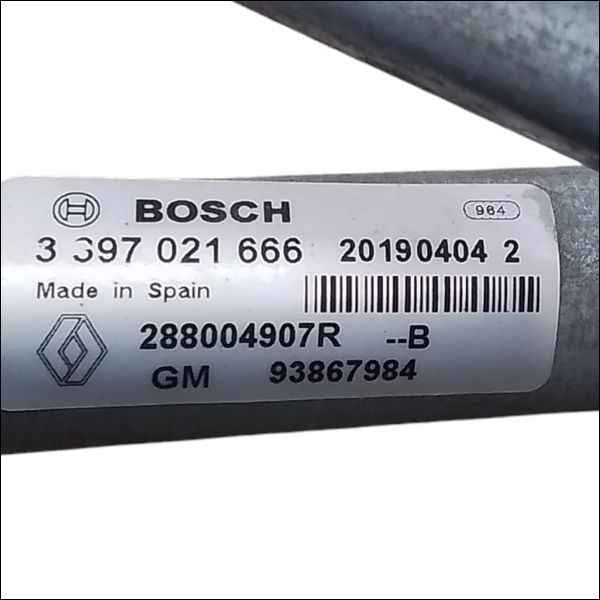 BOSCH 984
3 397 021 666 20190404 2
Made in Spain
288004907R --B
GM 93867984